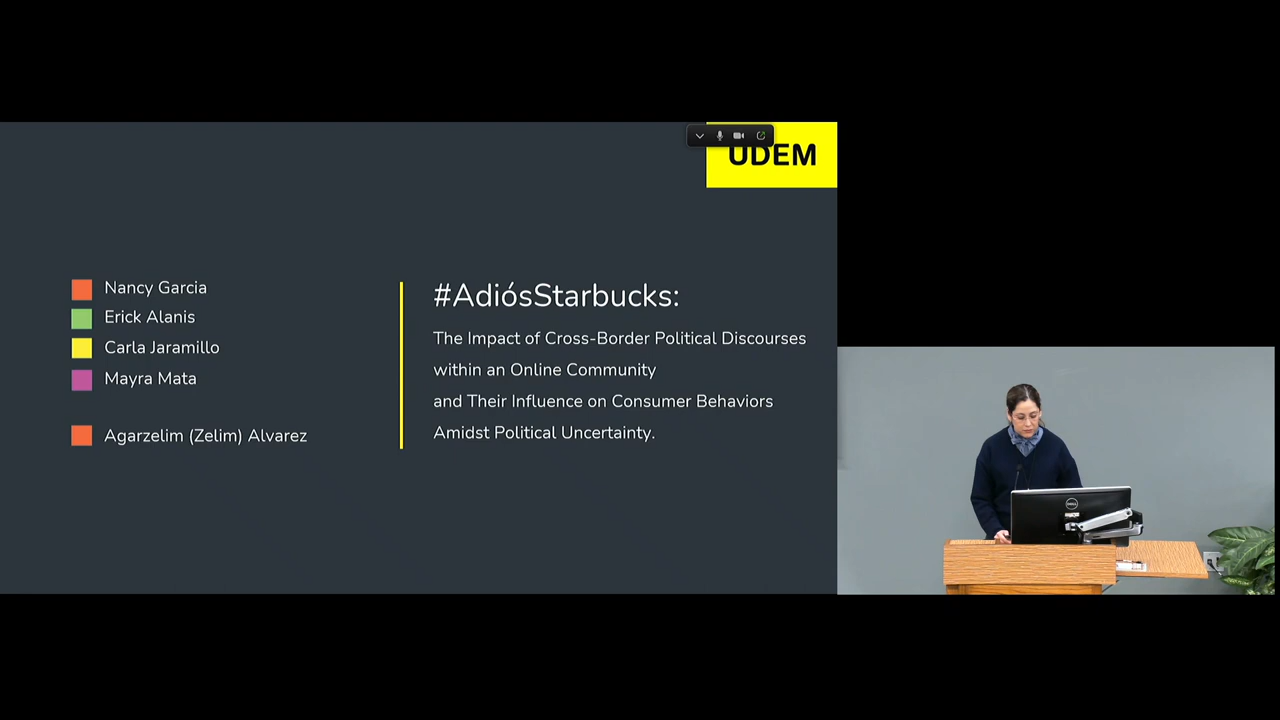 UDEM
Nancy Garcia
Erick Alanis
Carla Jaramillo
Mayra Mata
Agarzelim (Zelim) Alvarez
#AdiósStarbucks:
The Impact of Cross-Border Political Discourses
within an Online Community
and Their Influence on Consumer Behaviors
Amidst Political Uncertainty.
DELL